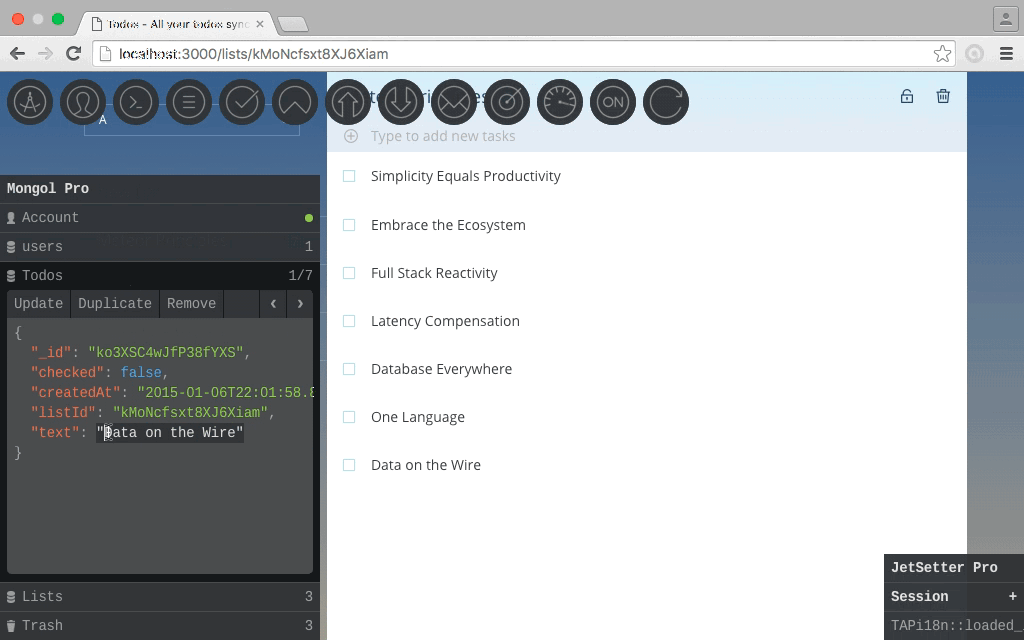 Todos - All your todos sync
localhost:3000/lists/kMoNcfsxt8XJ6Xiam
ON
A
Type to add new tasks
Mongol Pro
Account
users 1
Todos 1/7
Update Duplicate Remove ‹ ›
{
"_id": "ko3XSC4wJfP38fYXS",
"checked": false,
"createdAt": "2015-01-06T22:01:58.
"listId": "kMoNcfsxt8XJ6Xiam",
"text": "Data on the Wire"
}
Lists 3
Trash 3
Simplicity Equals Productivity
Embrace the Ecosystem
Full Stack Reactivity
Latency Compensation
Database Everywhere
One Language
Data on the Wire
JetSetter Pro
Session +
TAPi18n::loaded_